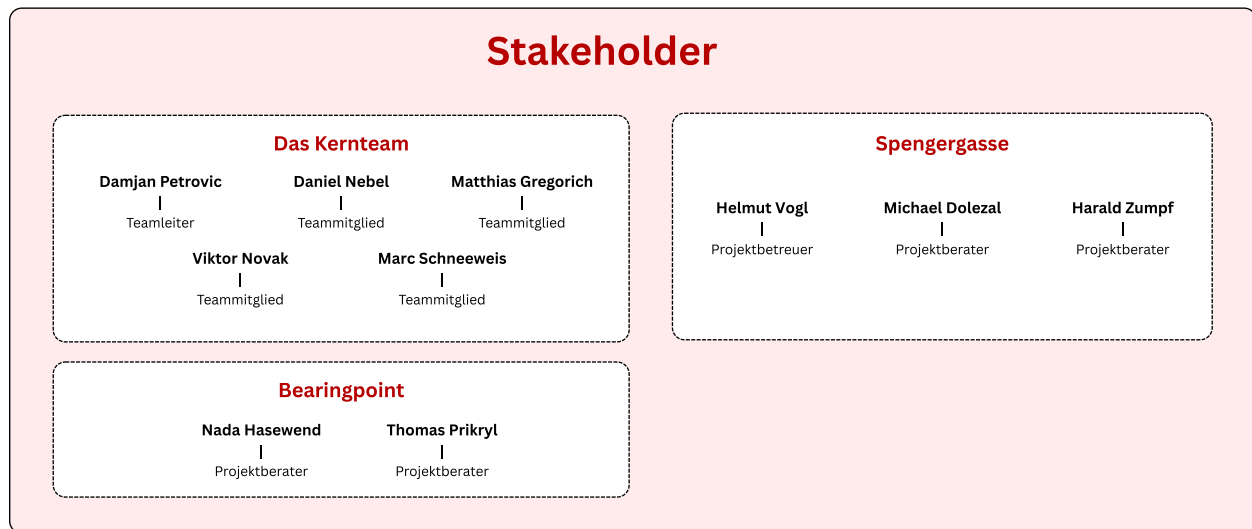 Stakeholder
Das Kernteam
Damjan Petrovic Daniel Nebel Matthias Gregorich
Teamleiter Teammitglied Teammitglied
Viktor Novak Marc Schneeweis
Teammitglied Teammitglied
Spengergasse
Helmut Vogl Michael Dolezal Harald Zumpf
Projektbetreuer Projektberater Projektberater
Bearingpoint
Nada Hasewend Thomas Prikryl
Projektberater Projektberater